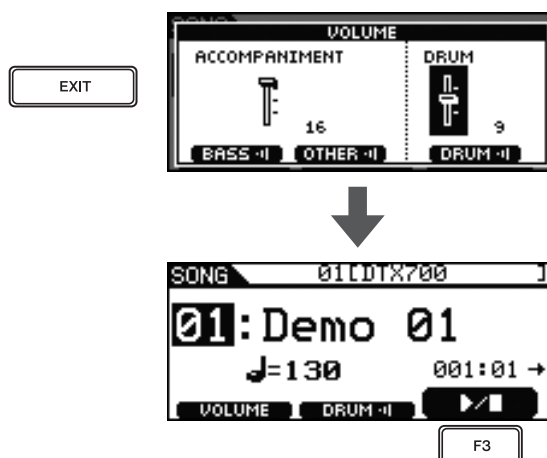 VOLUME
ACCOMPANIMENT DRUM
EXIT
16 9
BASS OTHER DRUM
SONG 01[DTX700 ]
01:Demo 01
♩=130 001:01→
VOLUME DRUM
F3